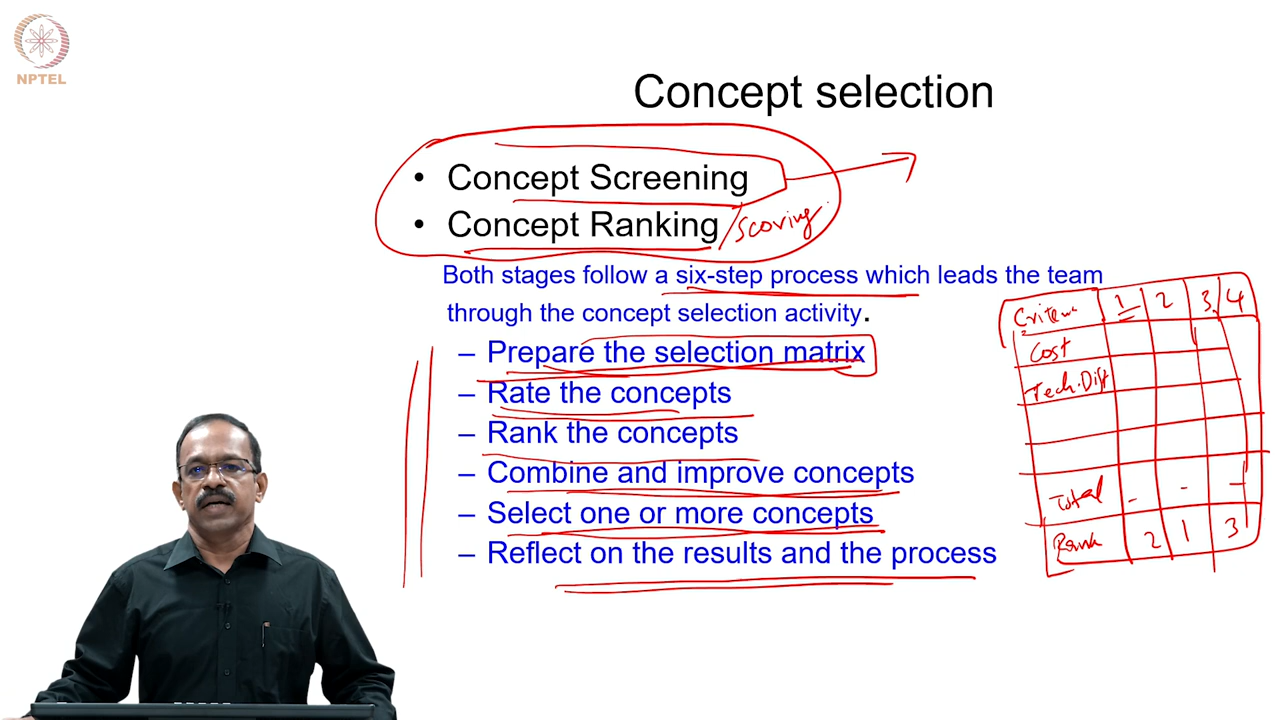 NPTEL
Concept selection
• Concept Screening
• Concept Ranking /Scoring
Both stages follow a six-step process which leads the team
through the concept selection activity.
– Prepare the selection matrix
– Rate the concepts
– Rank the concepts
– Combine and improve concepts
– Select one or more concepts
– Reflect on the results and the process
1 2 3 4
Cost
Tech. Diff
Total - - -
Rank 2 1 3